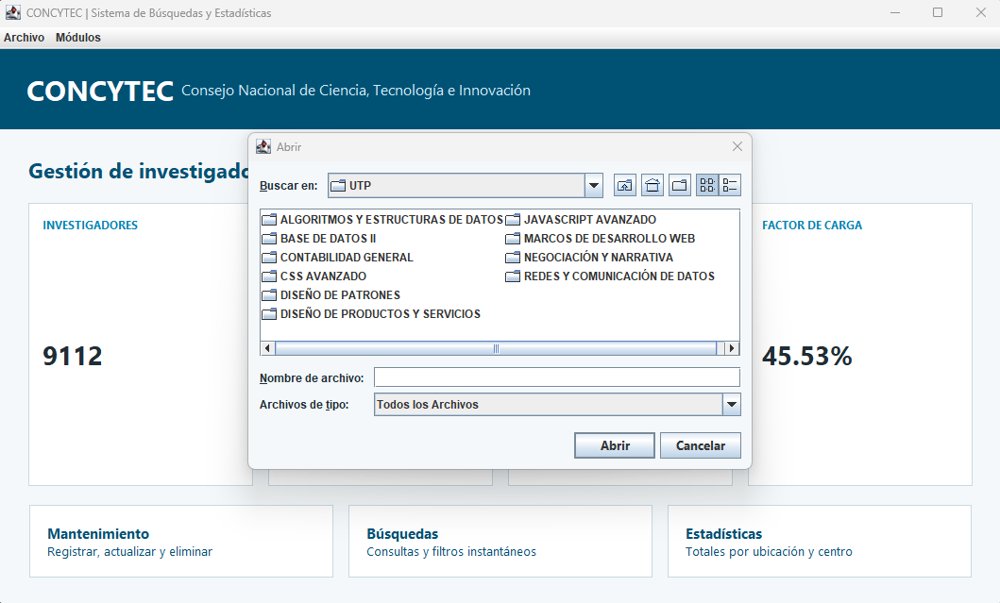 CONCYTEC | Sistema de Búsquedas y Estadísticas
Archivo Módulos
CONCYTEC Consejo Nacional de Ciencia, Tecnología e Innovación
Gestión de investigado
INVESTIGADORES
9112
FACTOR DE CARGA
45.53%
Abrir
Buscar en: UTP
ALGORITMOS Y ESTRUCTURAS DE DATOS
BASE DE DATOS II
CONTABILIDAD GENERAL
CSS AVANZADO
DISEÑO DE PATRONES
DISEÑO DE PRODUCTOS Y SERVICIOS
JAVASCRIPT AVANZADO
MARCOS DE DESARROLLO WEB
NEGOCIACIÓN Y NARRATIVA
REDES Y COMUNICACIÓN DE DATOS
Nombre de archivo:
Archivos de tipo: Todos los Archivos
Abrir Cancelar
Mantenimiento
Registrar, actualizar y eliminar
Búsquedas
Consultas y filtros instantáneos
Estadísticas
Totales por ubicación y centro